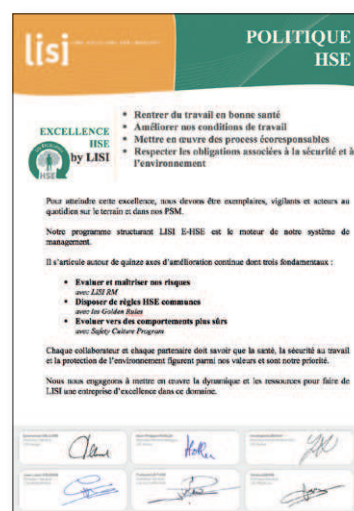 lisi
POLITIQUE
HSE
EXCELLENCE
HSE
by LISI
HSE
• Rentrer du travail en bonne santé
• Améliorer nos conditions de travail
• Mettre en œuvre des process écoresponsables
• Respecter les obligations associées à la sécurité et à
l'environnement
Pour atteindre cette excellence, nous devons être exemplaires, vigilants et acteurs au
quotidien sur le terrain et dans nos PSM.
Notre programme structurant LISI E-HSE est le moteur de notre système de
management.
Il s'articule autour de quinze axes d'amélioration continue dont trois fondamentaux :
• Evaluer et maîtriser nos risques
avec LISI RM
• Disposer de règles HSE communes
avec les Golden Rules
• Evoluer vers des comportements plus sûrs
avec Safety Culture Program
Chaque collaborateur et chaque partenaire doit savoir que la santé, la sécurité au travail
et la protection de l'environnement figurent parmi nos valeurs et sont notre priorité.
Nous nous engageons à mettre en œuvre la dynamique et les ressources pour faire de
LISI une entreprise d'excellence dans ce domaine.